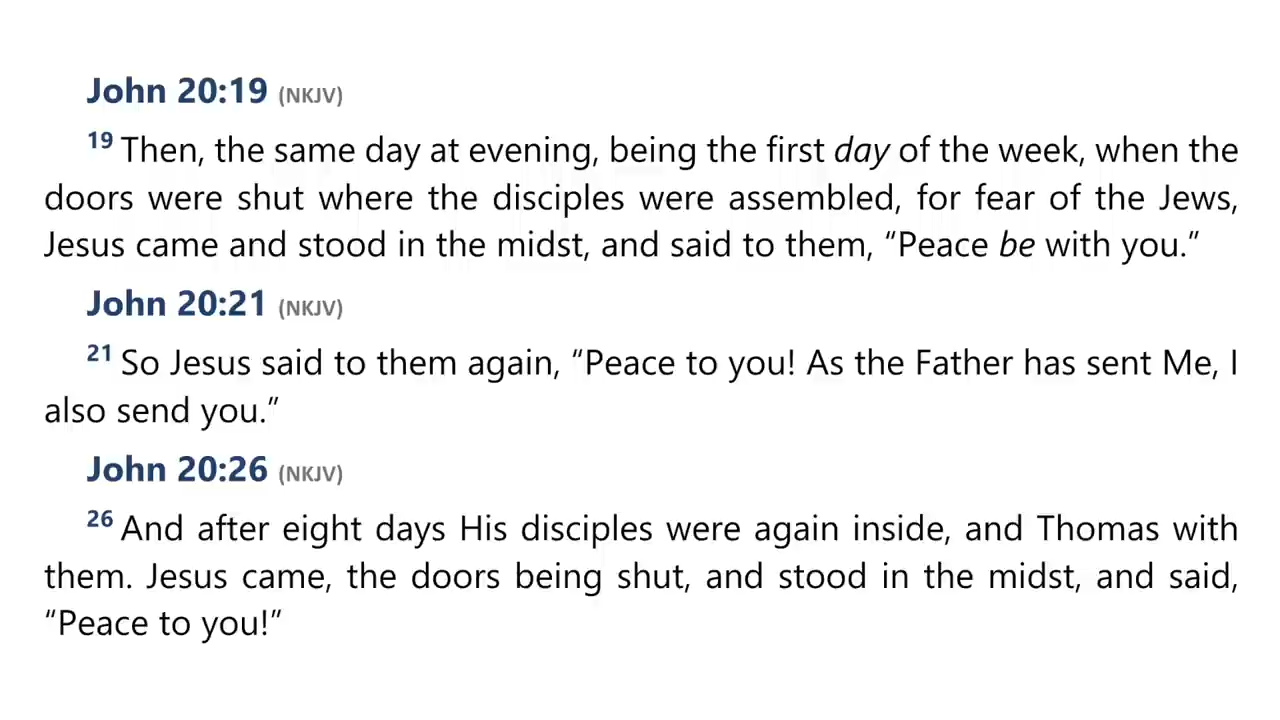 John 20:19 (NKJV)
19 Then, the same day at evening, being the first day of the week, when the
doors were shut where the disciples were assembled, for fear of the Jews,
Jesus came and stood in the midst, and said to them, “Peace be with you.”
John 20:21 (NKJV)
21 So Jesus said to them again, “Peace to you! As the Father has sent Me, I
also send you.”
John 20:26 (NKJV)
26 And after eight days His disciples were again inside, and Thomas with
them. Jesus came, the doors being shut, and stood in the midst, and said,
“Peace to you!”